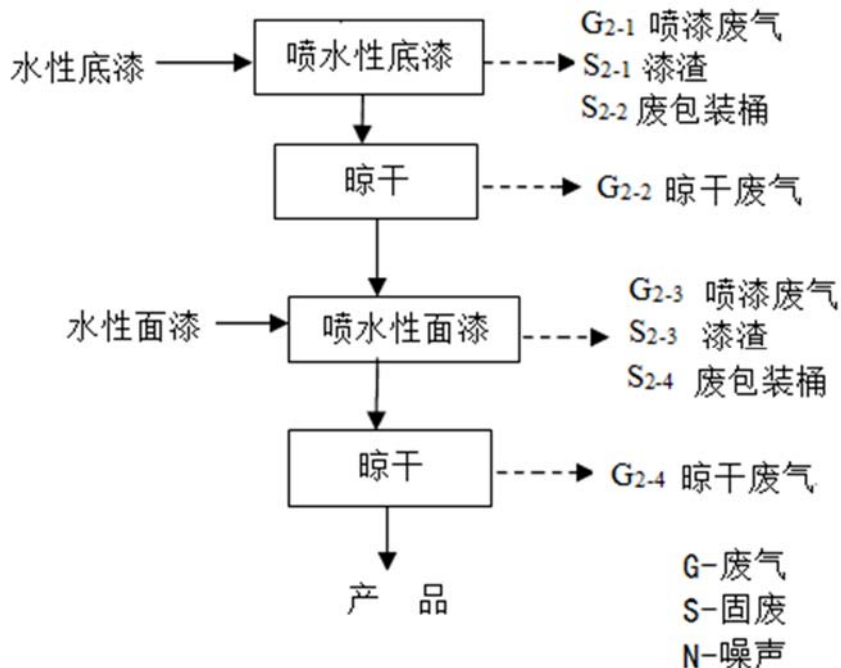 G2-1 喷漆废气
水性底漆
喷水性底漆
S2-1 漆渣
S2-2 废包装桶
晾干
G2-2 晾干废气
G2-3 喷漆废气
水性面漆
喷水性面漆
S2-3 漆渣
S2-4 废包装桶
晾干
G2-4 晾干废气
产 品
G-废气
S-固废
N-噪声